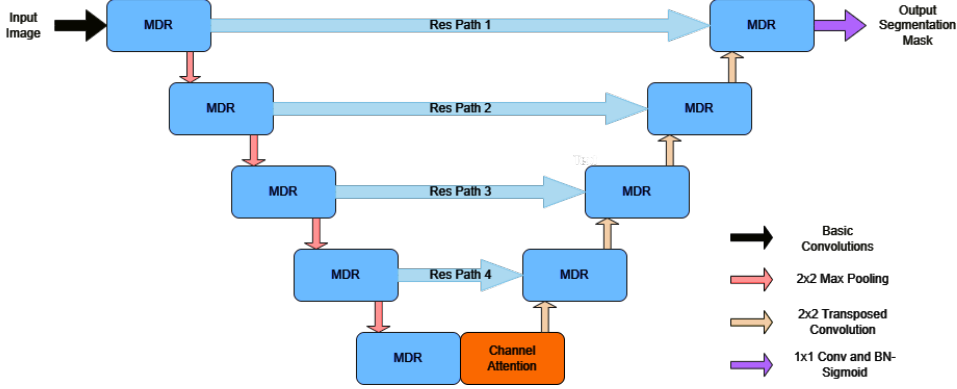 Input
Image
MDR
Res Path 1
MDR
Output
Segmentation
Mask
MDR
Res Path 2
MDR
MDR
Res Path 3
MDR
MDR
Res Path 4
MDR
MDR
Channel
Attention
Basic
Convolutions
2x2 Max Pooling
2x2 Transposed
Convolution
1x1 Conv and BN-
Sigmoid